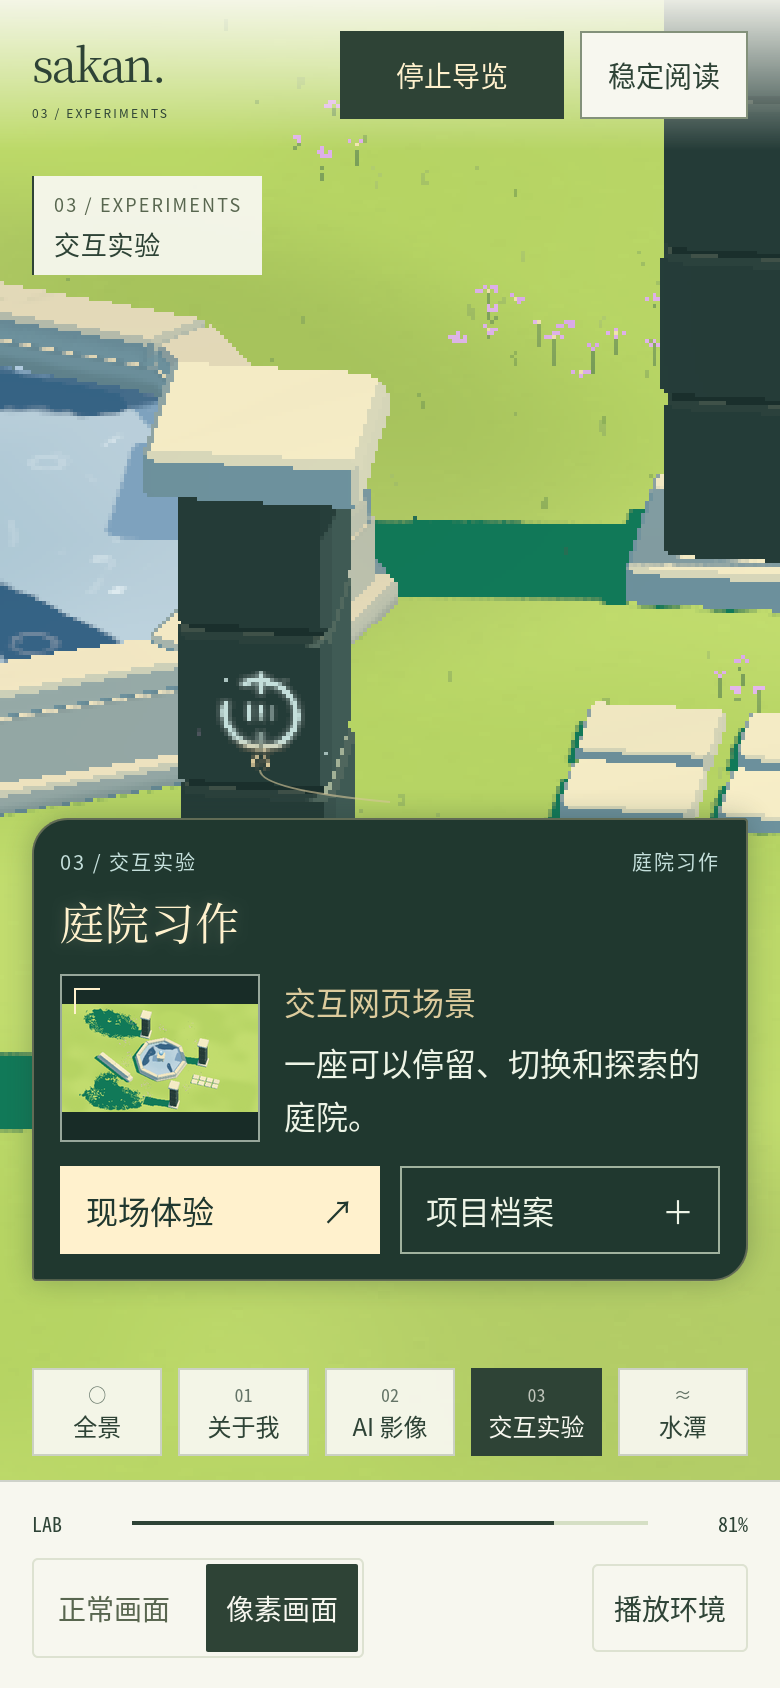 sakan.
03 / EXPERIMENTS
停止导览
稳定阅读
03 / EXPERIMENTS
交互实验
03 / 交互实验
庭院习作
庭院习作
交互网页场景
一座可以停留、切换和探索的
庭院。
现场体验 ↗
项目档案 +
全景
01
关于我
02
AI 影像
03
交互实验
≈
水潭
LAB
81%
正常画面
像素画面
播放环境